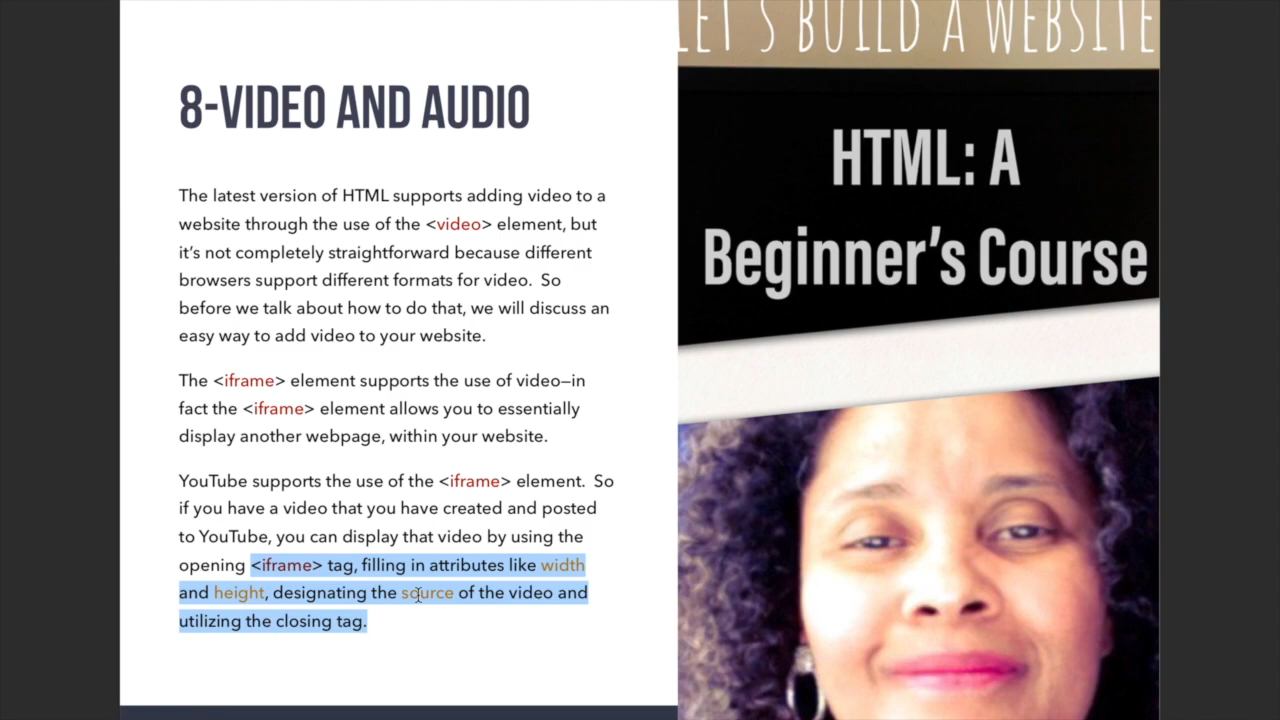 8-VIDEO AND AUDIO
The latest version of HTML supports adding video to a
website through the use of the <video> element, but
it's not completely straightforward because different
browsers support different formats for video.  So
before we talk about how to do that, we will discuss an
easy way to add video to your website.
The <iframe> element supports the use of video—in
fact the <iframe> element allows you to essentially
display another webpage, within your website.
YouTube supports the use of the <iframe> element.  So
if you have a video that you have created and posted
to YouTube, you can display that video by using the
opening <iframe> tag, filling in attributes like width
and height, designating the source of the video and
utilizing the closing tag.
LET'S BUILD A WEBSITE
HTML: A
Beginner's Course